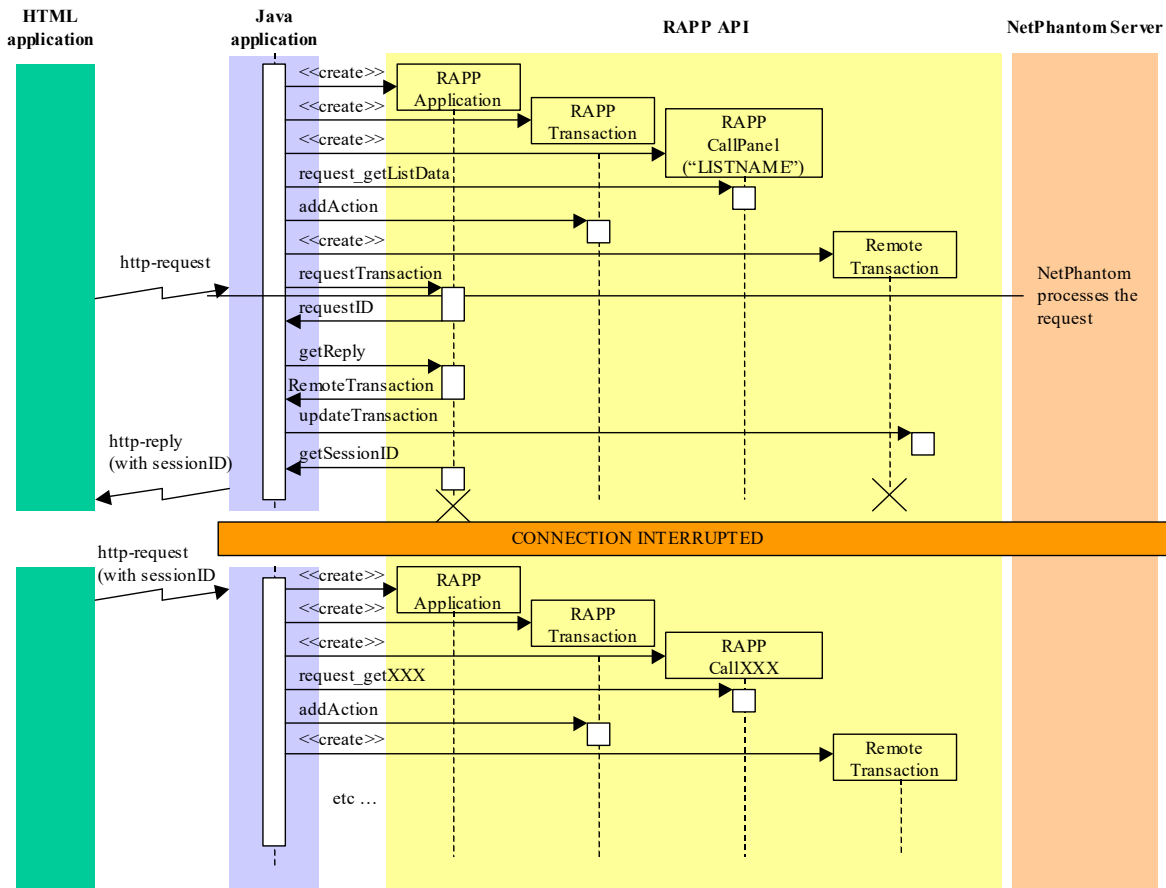 HTML
application
Java
application
RAPP API
NetPhantom Server
<<create>>
RAPP
Application
<<create>>
RAPP
Transaction
<<create>>
RAPP
CallPanel
(“LISTNAME”)
request_getListData
addAction
<<create>>
Remote
Transaction
http-request
requestTransaction
NetPhantom
processes the
request
requestID
getReply
RemoteTransaction
updateTransaction
http-reply
(with sessionID)
getSessionID
CONNECTION INTERRUPTED
http-request
(with sessionID
<<create>>
RAPP
Application
<<create>>
RAPP
Transaction
<<create>>
RAPP
CallXXX
request_getXXX
addAction
<<create>>
Remote
Transaction
etc …